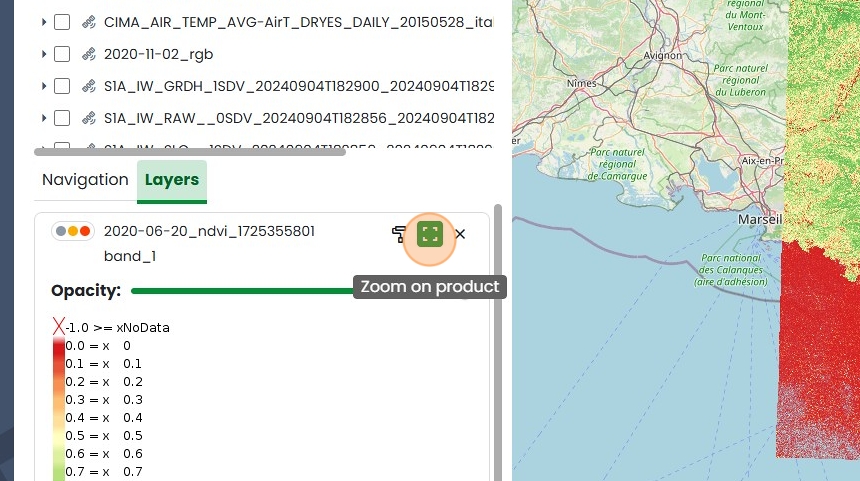 CIMA_AIR_TEMP_AVG-AirT_DRYES_DAILY_20150528_ita
2020-11-02_rgb
S1A_IW_GRDH_1SDV_20240904T182900_20240904T1829
S1A_IW_RAW__0SDV_20240904T182856_20240904T182
Navigation
Layers
2020-06-20_ndvi_1725355801
band_1
Zoom on product
Opacity:
-1.0 >= xNoData
0.0 = x 0
0.1 = x 0.1
0.2 = x 0.2
0.3 = x 0.3
0.4 = x 0.4
0.5 = x 0.5
0.6 = x 0.6
0.7 = x 0.7
régional
du Mont-
Ventoux
Avignon
Parc naturel
régional
du Luberon
Nîmes
er
Parc naturel
régional
de Camargue
Aix-en-Pr
Marseil
Parc national
des Calanques
(aire d'adhésion)